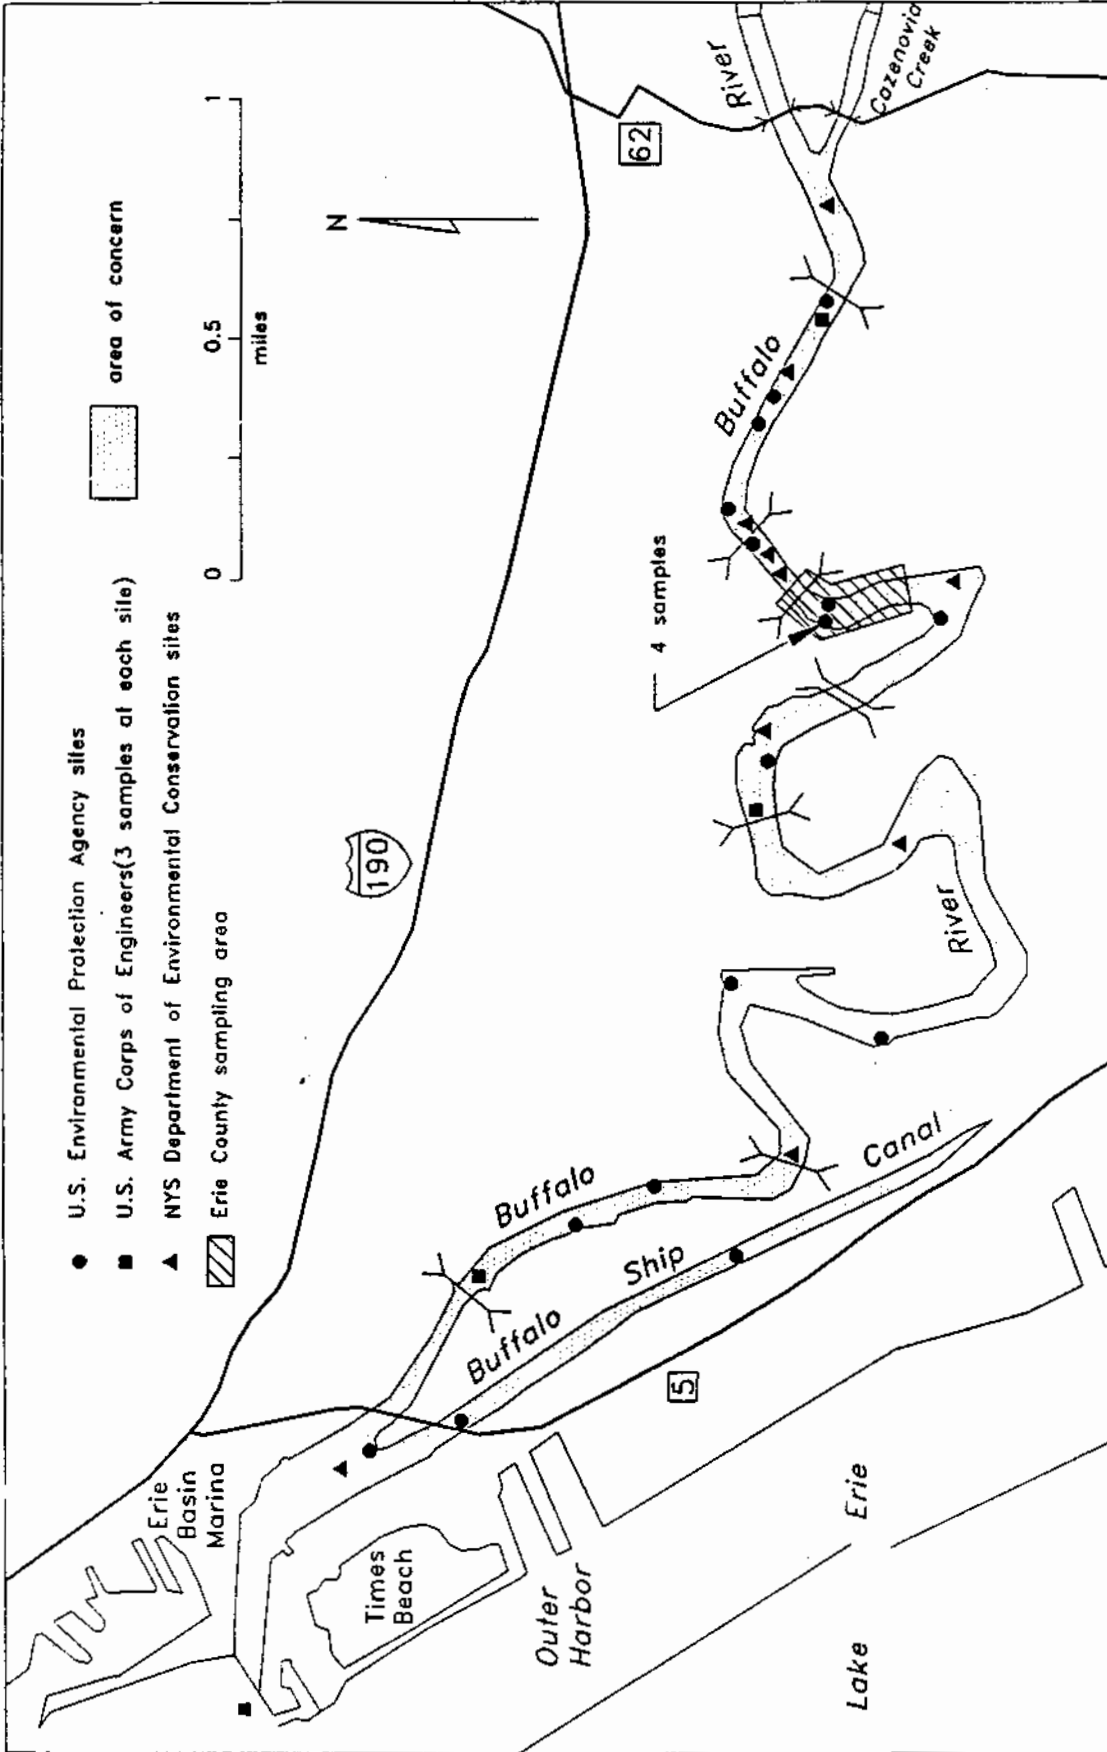 U.S. Environmental Protection Agency sites
U.S. Army Corps of Engineers(3 samples at each site)
NYS Department of Environmental Conservation sites
Erie County sampling area
area of concern
0
0.5
1
miles
N
190
62
5
Erie
Basin
Marina
Times
Beach
Outer
Harbor
Lake
Erie
Buffalo
Ship
Canal
Buffalo
River
4 samples
Buffalo
River
Cazenovia
Creek